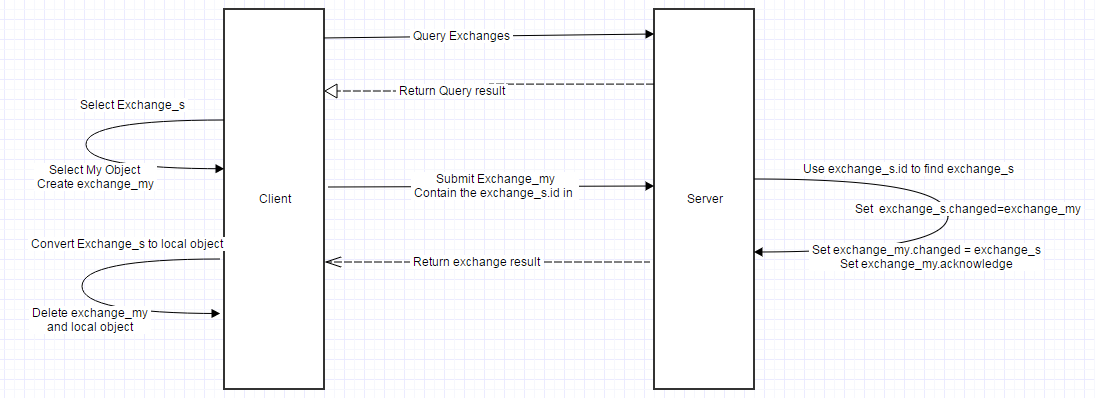 Query Exchanges
Return Query result
Select Exchange_s
Select My Object
Create exchange_my
Submit Exchange_my
Contain the exchange_s.id in
Client
Server
Use exchange_s.id to find exchange_s
Set  exchange_s.changed=exchange_my
Set exchange_my.changed = exchange_s
Set exchange_my.acknowledge
Convert Exchange_s to local object
Return exchange result
Delete exchange_my
and local object